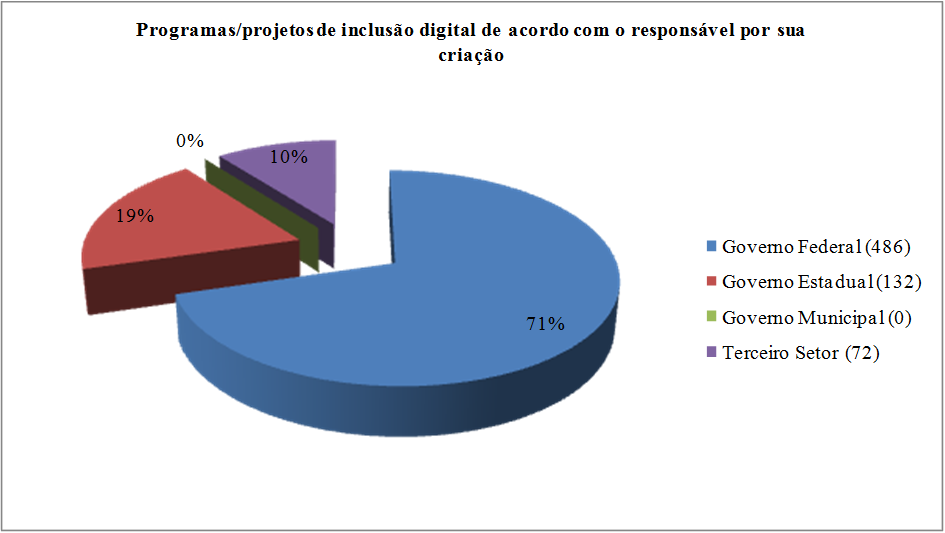 Programas/projetos de inclusão digital de acordo com o responsável por sua
criação
0%
10%
19%
71%
Governo Federal (486)
Governo Estadual (132)
Governo Municipal (0)
Terceiro Setor (72)